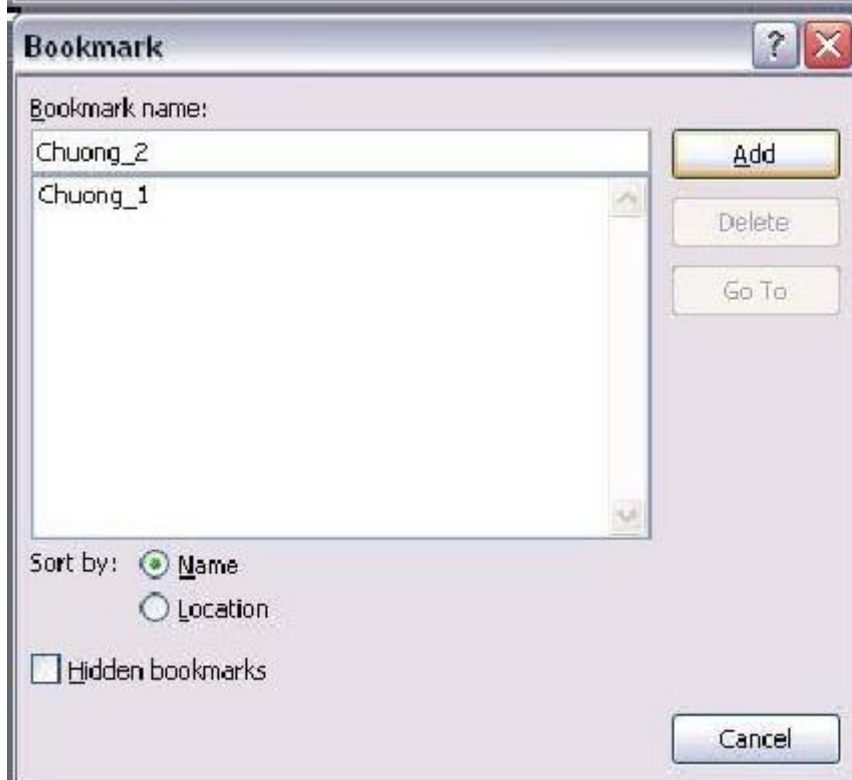 Bookmark
Bookmark name:
Chuong_2
Add
Chuong_1
Delete
Go To
Sort by: Name
Location
Hidden bookmarks
Cancel